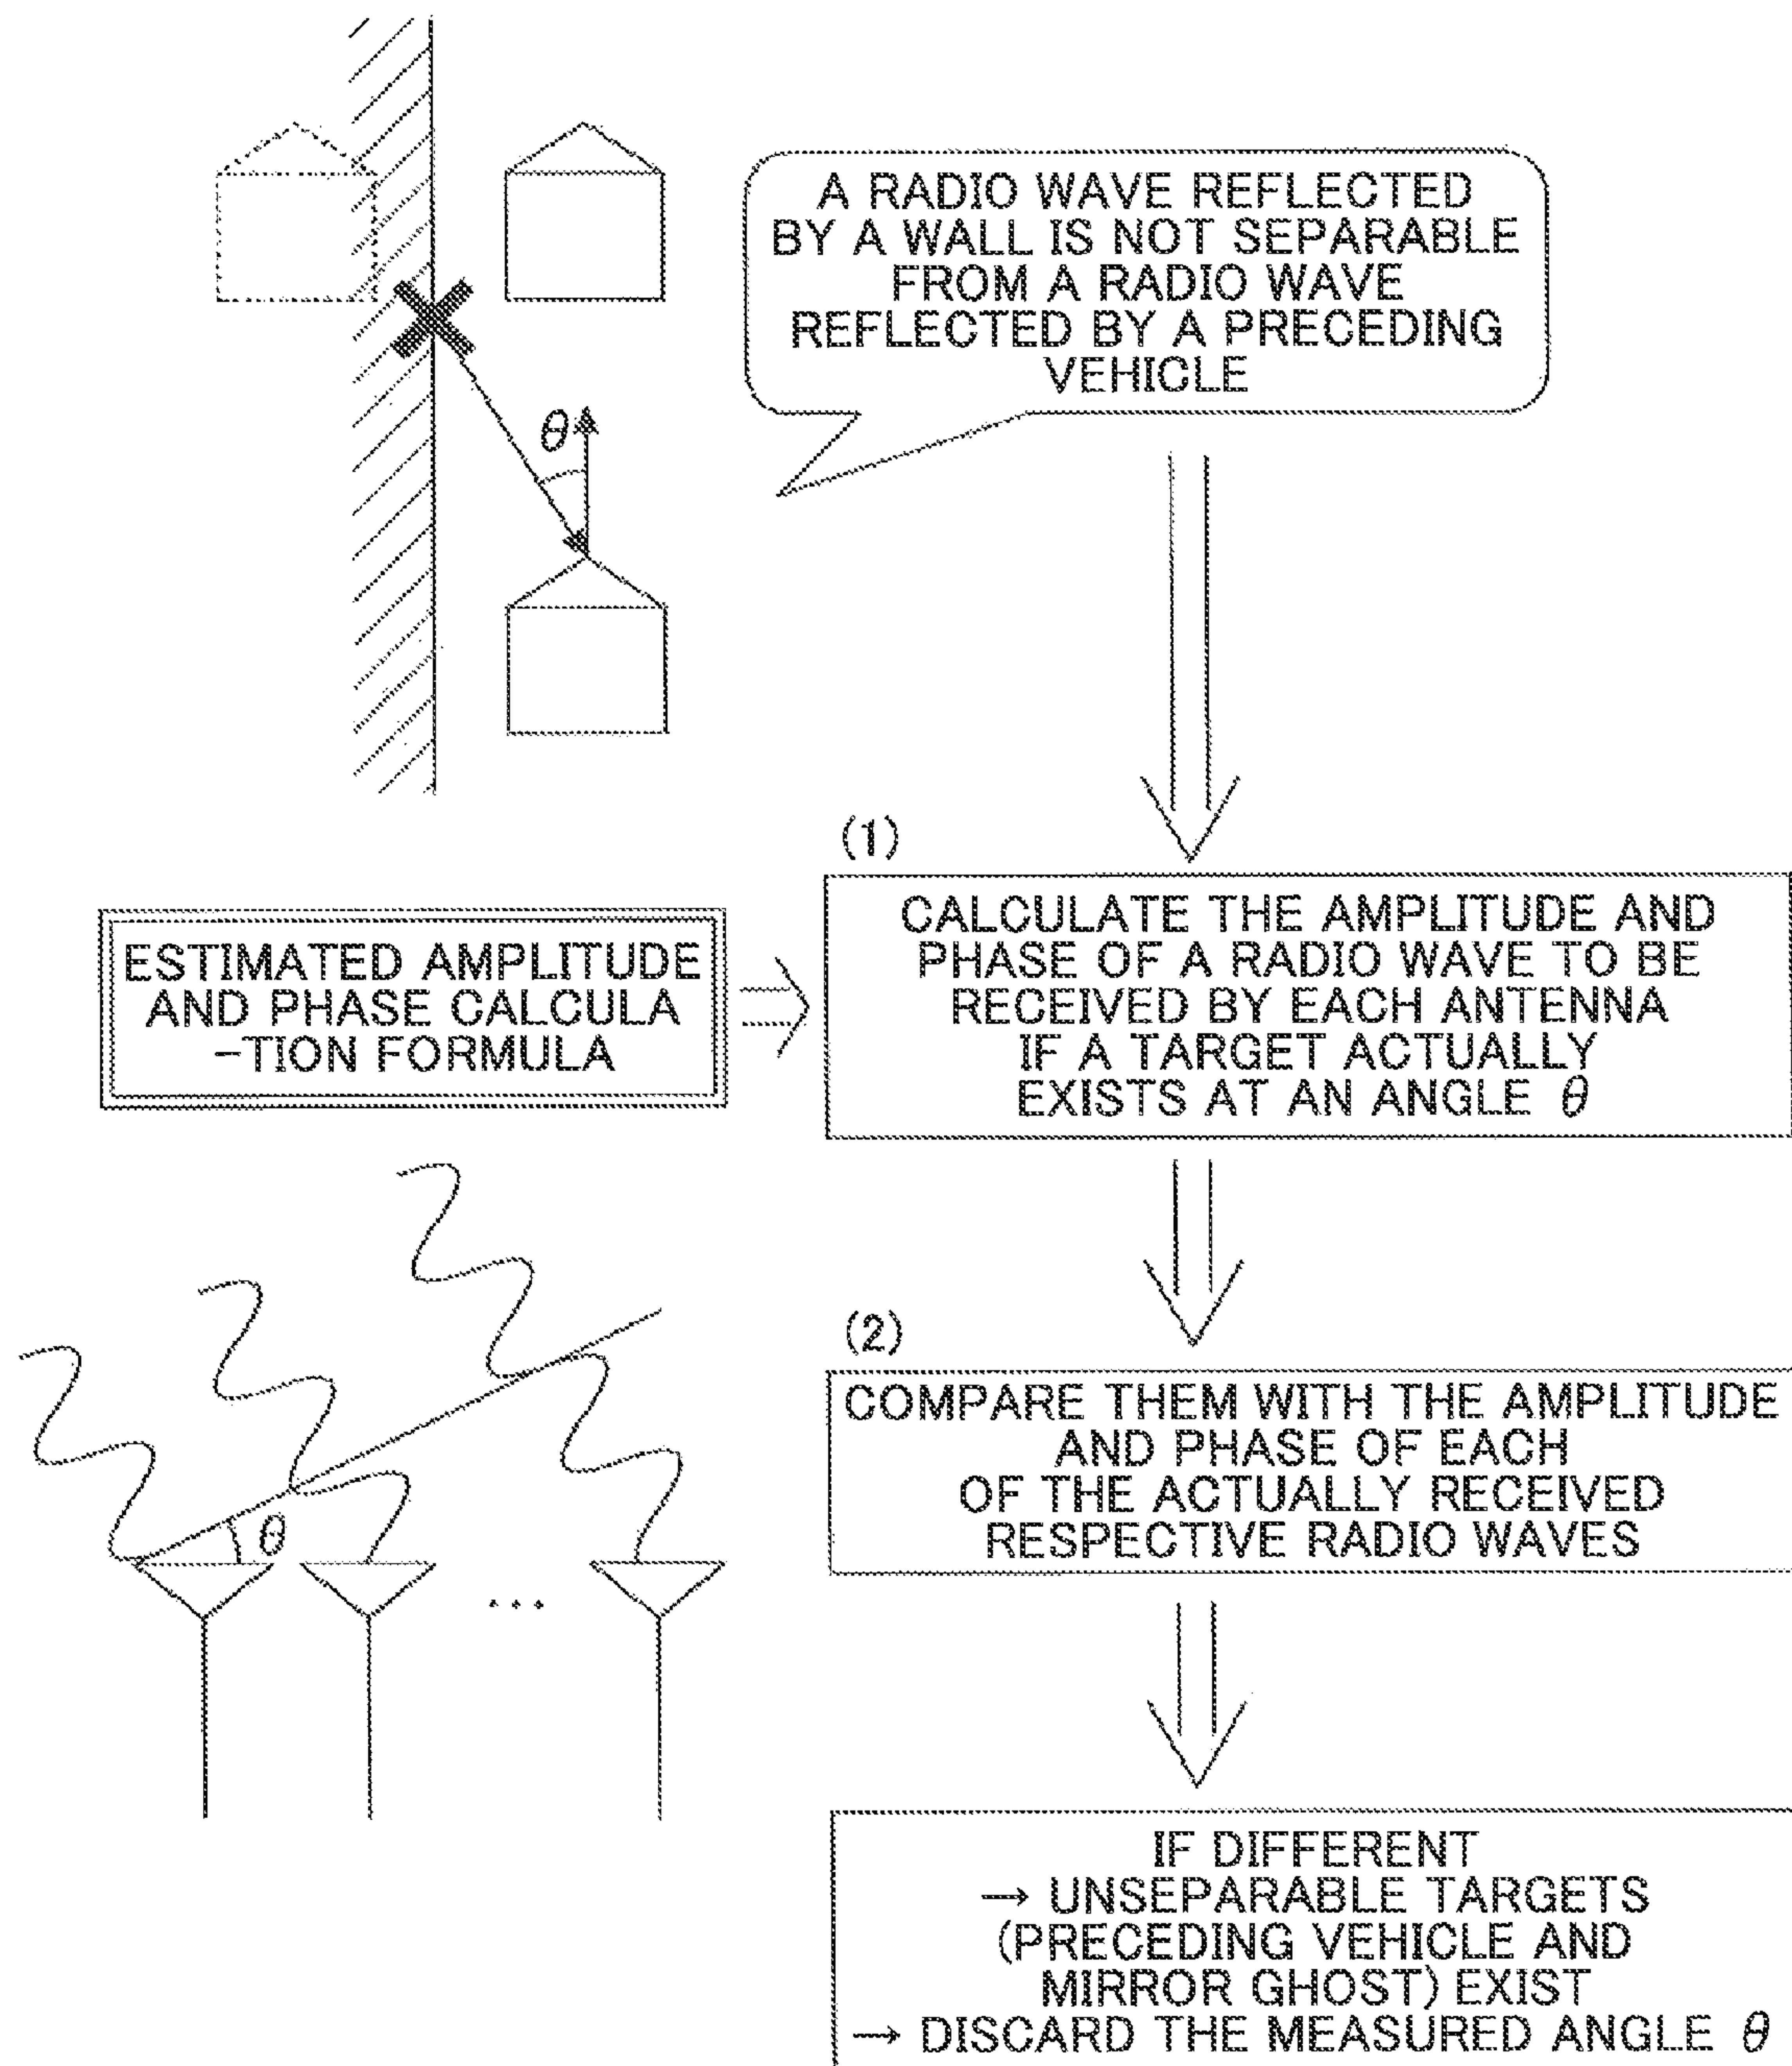 A RADIO WAVE REFLECTED
BY A WALL IS NOT SEPARABLE
FROM A RADIO WAVE
REFLECTED BY A PRECEDING
VEHICLE
θ
(1)
CALCULATE THE AMPLITUDE AND
PHASE OF A RADIO WAVE TO BE
RECEIVED BY EACH ANTENNA
IF A TARGET ACTUALLY
EXISTS AT AN ANGLE θ
ESTIMATED AMPLITUDE
AND PHASE CALCULA
-TION FORMULA
(2)
COMPARE THEM WITH THE AMPLITUDE
AND PHASE OF EACH
OF THE ACTUALLY RECEIVED
RESPECTIVE RADIO WAVES
θ
...
IF DIFFERENT
→ UNSEPARABLE TARGETS
(PRECEDING VEHICLE AND
MIRROR GHOST) EXIST
→ DISCARD THE MEASURED ANGLE θ